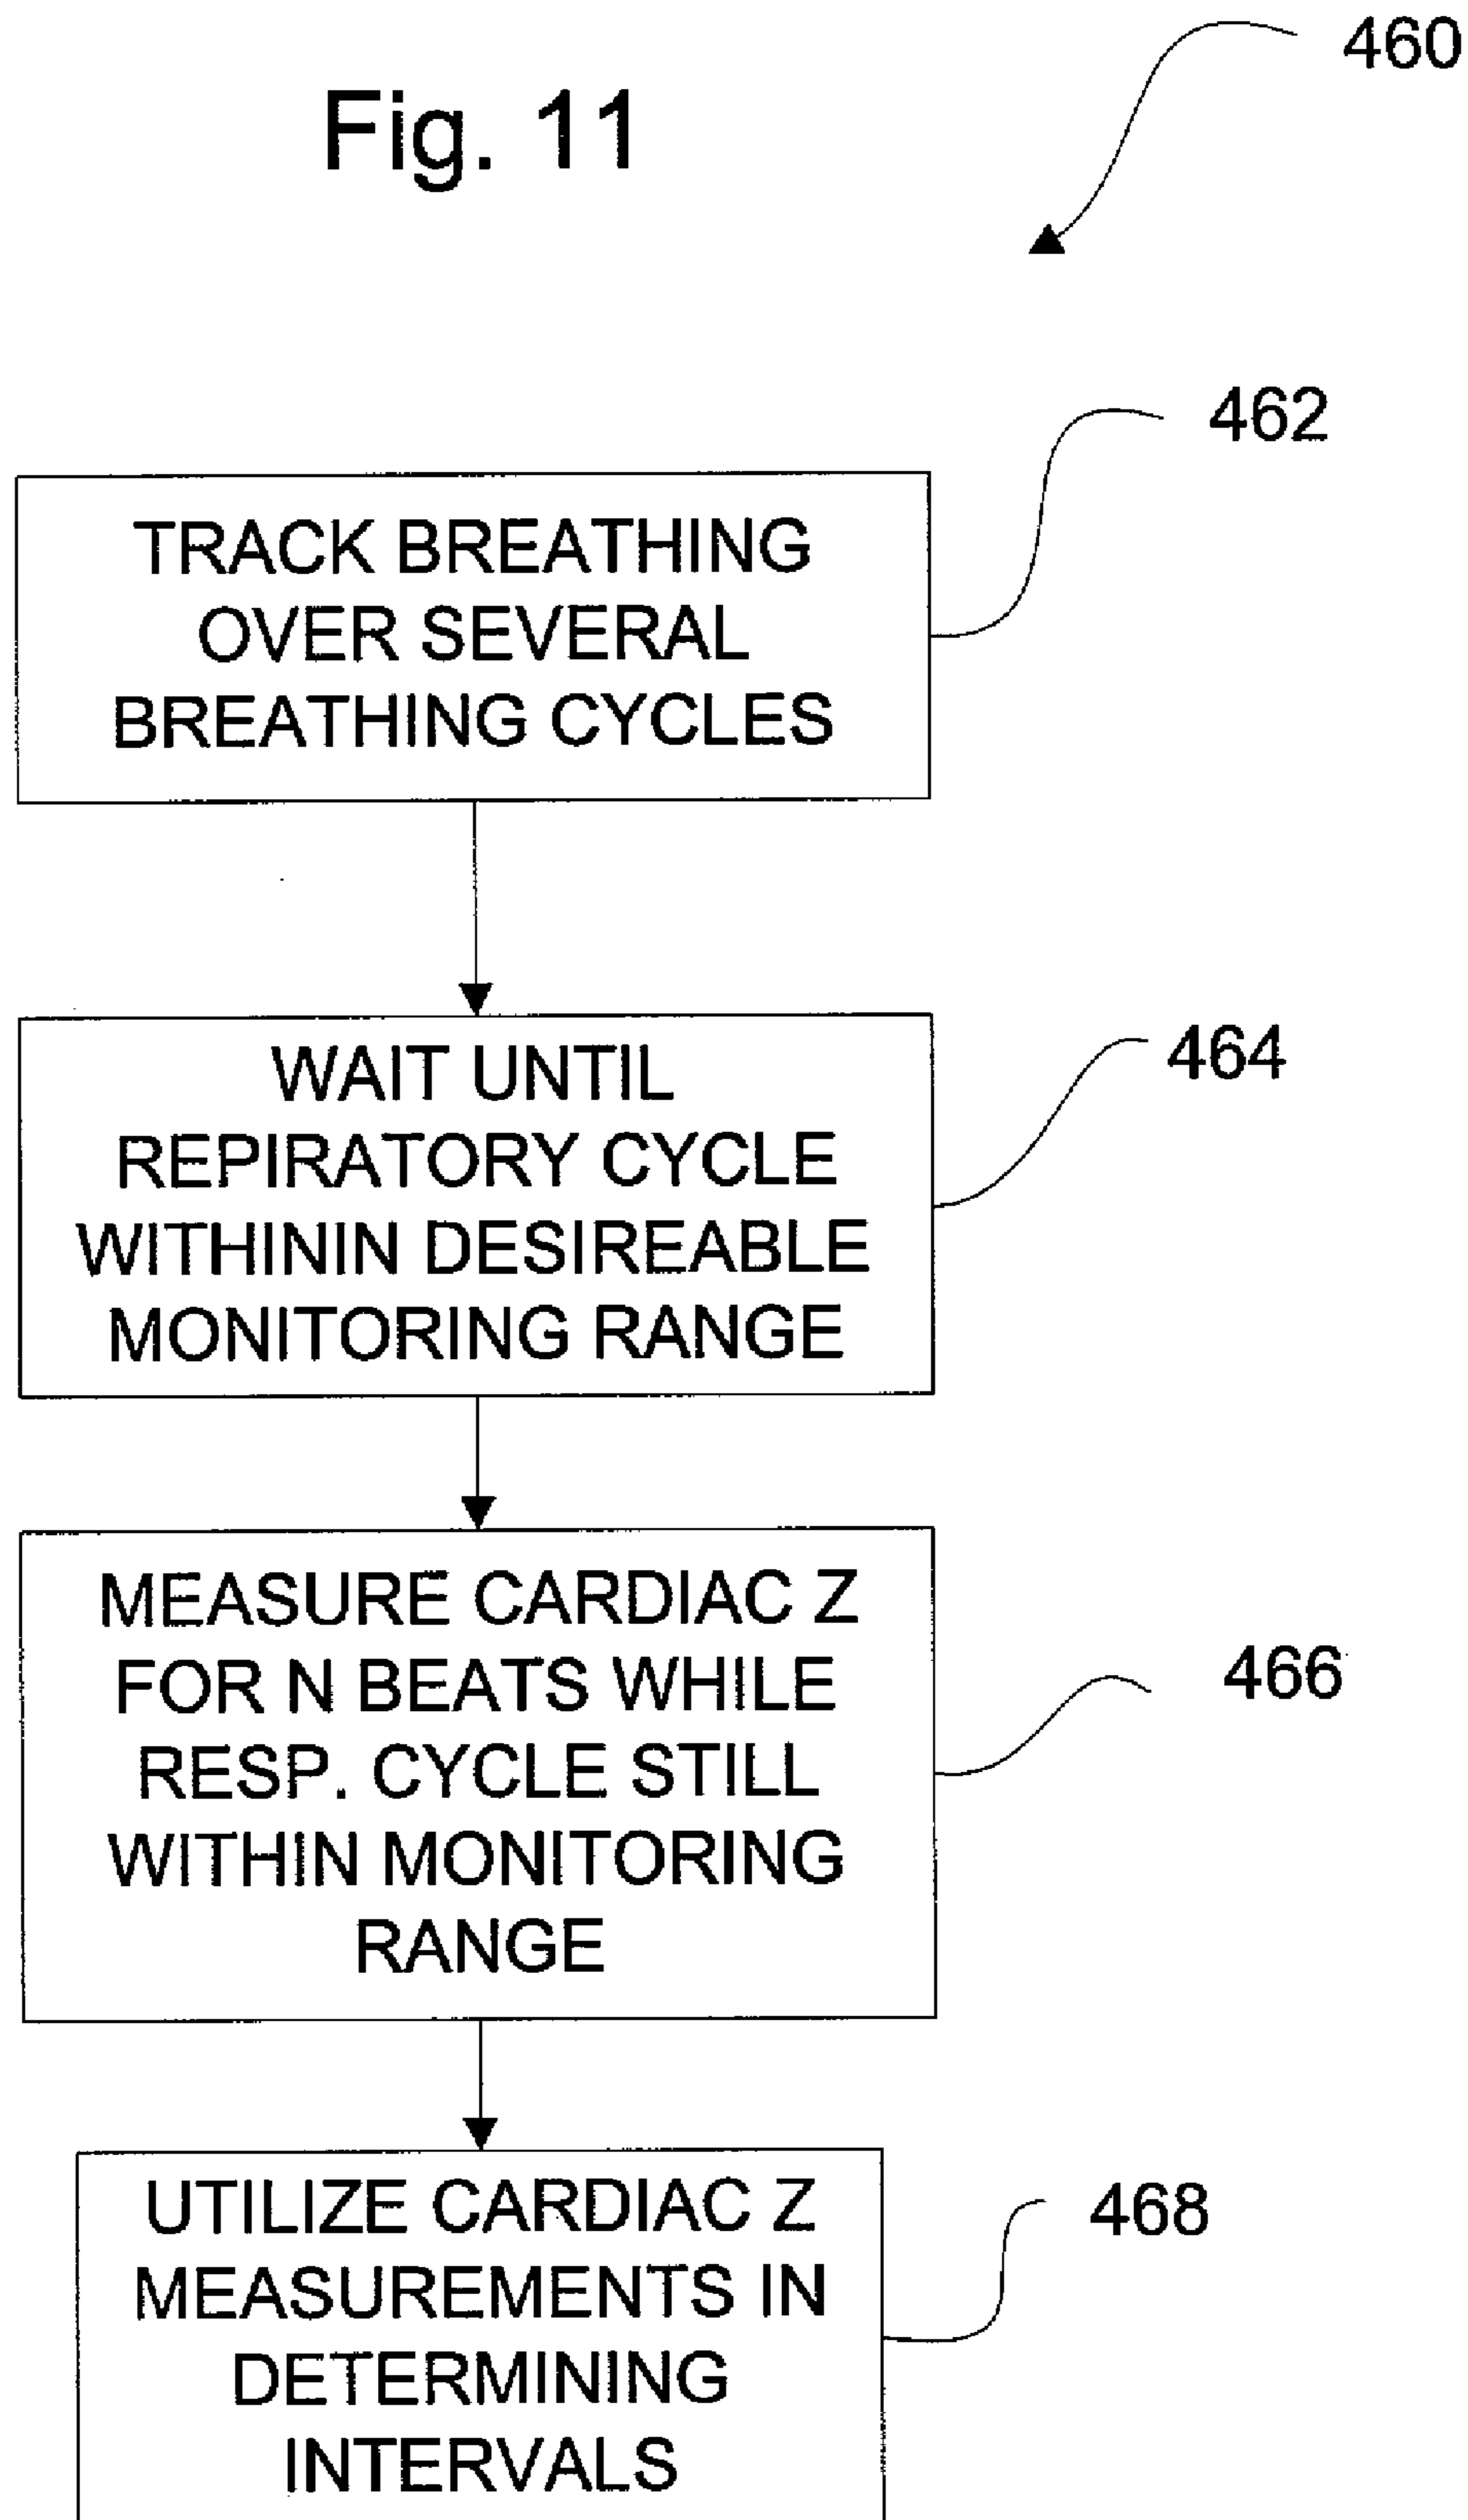 460
Fig. 11
462
TRACK BREATHING
OVER SEVERAL
BREATHING CYCLES
464
WAIT UNTIL
REPIRATORY CYCLE
WITHININ DESIREABLE
MONITORING RANGE
466
MEASURE CARDIAC Z
FOR N BEATS WHILE
RESP. CYCLE STILL
WITHIN MONITORING
RANGE
468
UTILIZE CARDIAC Z
MEASUREMENTS IN
DETERMINING
INTERVALS